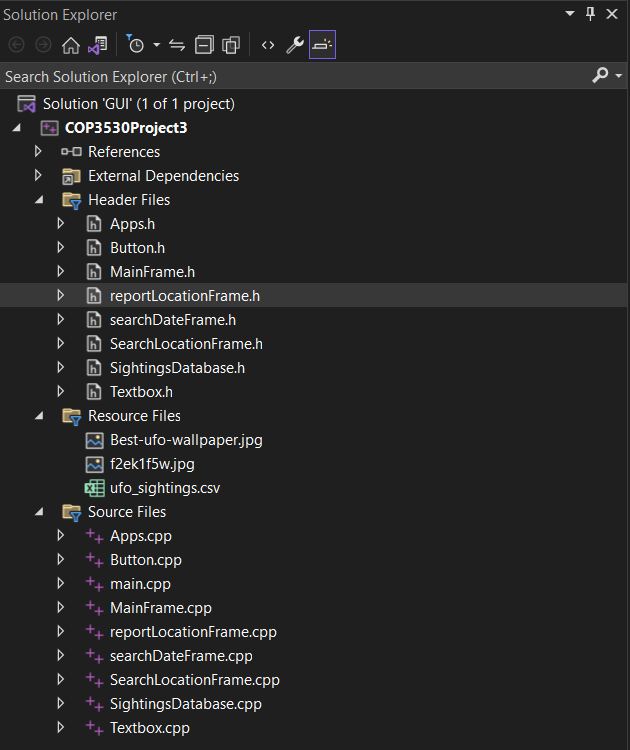 Solution Explorer
Search Solution Explorer (Ctrl+;)
Solution 'GUI' (1 of 1 project)
COP3530Project3
References
External Dependencies
Header Files
Apps.h
Button.h
MainFrame.h
reportLocationFrame.h
searchDateFrame.h
SearchLocationFrame.h
SightingsDatabase.h
Textbox.h
Resource Files
Best-ufo-wallpaper.jpg
f2ek1f5w.jpg
ufo_sightings.csv
Source Files
Apps.cpp
Button.cpp
main.cpp
MainFrame.cpp
reportLocationFrame.cpp
searchDateFrame.cpp
SearchLocationFrame.cpp
SightingsDatabase.cpp
Textbox.cpp